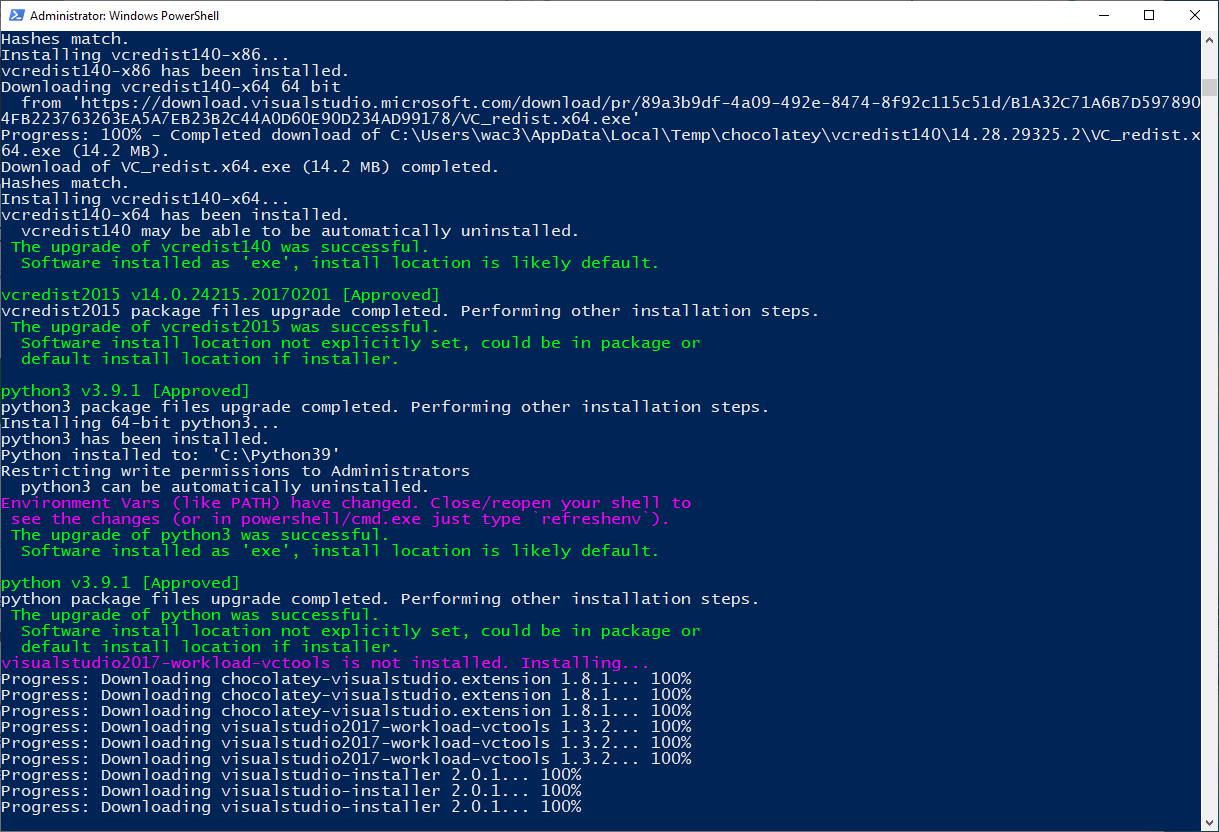 Administrator: Windows PowerShell
Hashes match.
Installing vcredist140-x86...
vcredist140-x86 has been installed.
Downloading vcredist140-x64 64 bit
  from 'https://download.visualstudio.microsoft.com/download/pr/89a3b9df-4a09-492e-8474-8f92c115c51d/B1A32C71A6B7D597890
4FB223763263EA5A7EB23B2C44A0D60E90D234AD99178/VC_redist.x64.exe'
Progress: 100% - Completed download of C:\Users\wac3\AppData\Local\Temp\chocolatey\vcredist140\14.28.29325.2\VC_redist.x
64.exe (14.2 MB).
Download of VC_redist.x64.exe (14.2 MB) completed.
Hashes match.
Installing vcredist140-x64...
vcredist140-x64 has been installed.
  vcredist140 may be able to be automatically uninstalled.
 The upgrade of vcredist140 was successful.
  Software installed as 'exe', install location is likely default.
vcredist2015 v14.0.24215.20170201 [Approved]
vcredist2015 package files upgrade completed. Performing other installation steps.
 The upgrade of vcredist2015 was successful.
  Software install location not explicitly set, could be in package or
  default install location if installer.
python3 v3.9.1 [Approved]
python3 package files upgrade completed. Performing other installation steps.
Installing 64-bit python3...
python3 has been installed.
Python installed to: 'C:\Python39'
Restricting write permissions to Administrators
  python3 can be automatically uninstalled.
Environment Vars (like PATH) have changed. Close/reopen your shell to
 see the changes (or in powershell/cmd.exe just type `refreshenv`).
 The upgrade of python3 was successful.
  Software installed as 'exe', install location is likely default.
python v3.9.1 [Approved]
python package files upgrade completed. Performing other installation steps.
 The upgrade of python was successful.
  Software install location not explicitly set, could be in package or
  default install location if installer.
visualstudio2017-workload-vctools is not installed. Installing...
Progress: Downloading chocolatey-visualstudio.extension 1.8.1... 100%
Progress: Downloading chocolatey-visualstudio.extension 1.8.1... 100%
Progress: Downloading chocolatey-visualstudio.extension 1.8.1... 100%
Progress: Downloading visualstudio2017-workload-vctools 1.3.2... 100%
Progress: Downloading visualstudio2017-workload-vctools 1.3.2... 100%
Progress: Downloading visualstudio2017-workload-vctools 1.3.2... 100%
Progress: Downloading visualstudio-installer 2.0.1... 100%
Progress: Downloading visualstudio-installer 2.0.1... 100%
Progress: Downloading visualstudio-installer 2.0.1... 100%